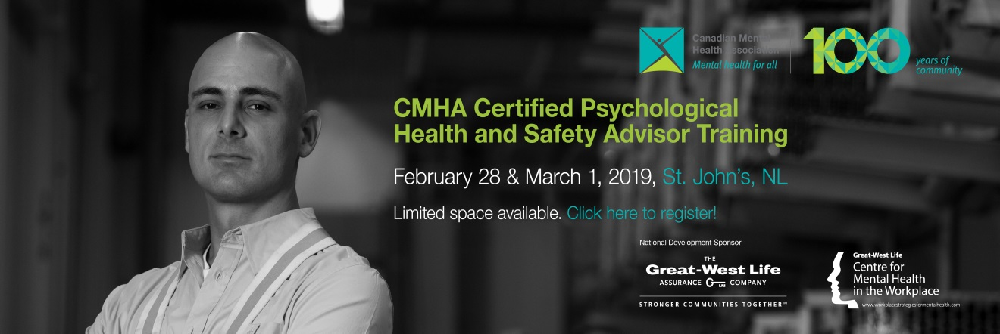 Canadian Mental
Health Association
Mental health for all
100
years of
community
CMHA Certified Psychological
Health and Safety Advisor Training
February 28 & March 1, 2019, St. John's, NL
Limited space available. Click here to register!
National Development Sponsor
THE
Great-West Life
ASSURANCE COMPANY
STRONGER COMMUNITIES TOGETHER™
Great-West Life
Centre for
Mental Health
in the Workplace
www.workplacestrategiesformentalhealth.com